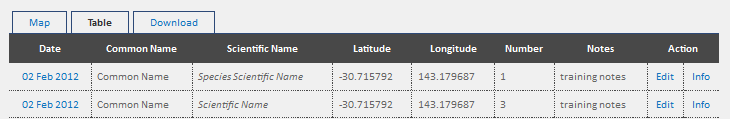 Map Table Download
Date Common Name Scientific Name Latitude Longitude Number Notes Action
02 Feb 2012 Common Name Species Scientific Name -30.715792 143.179687 1 training notes Edit Info
02 Feb 2012 Common Name Scientific Name -30.715792 143.179687 3 training notes Edit Info